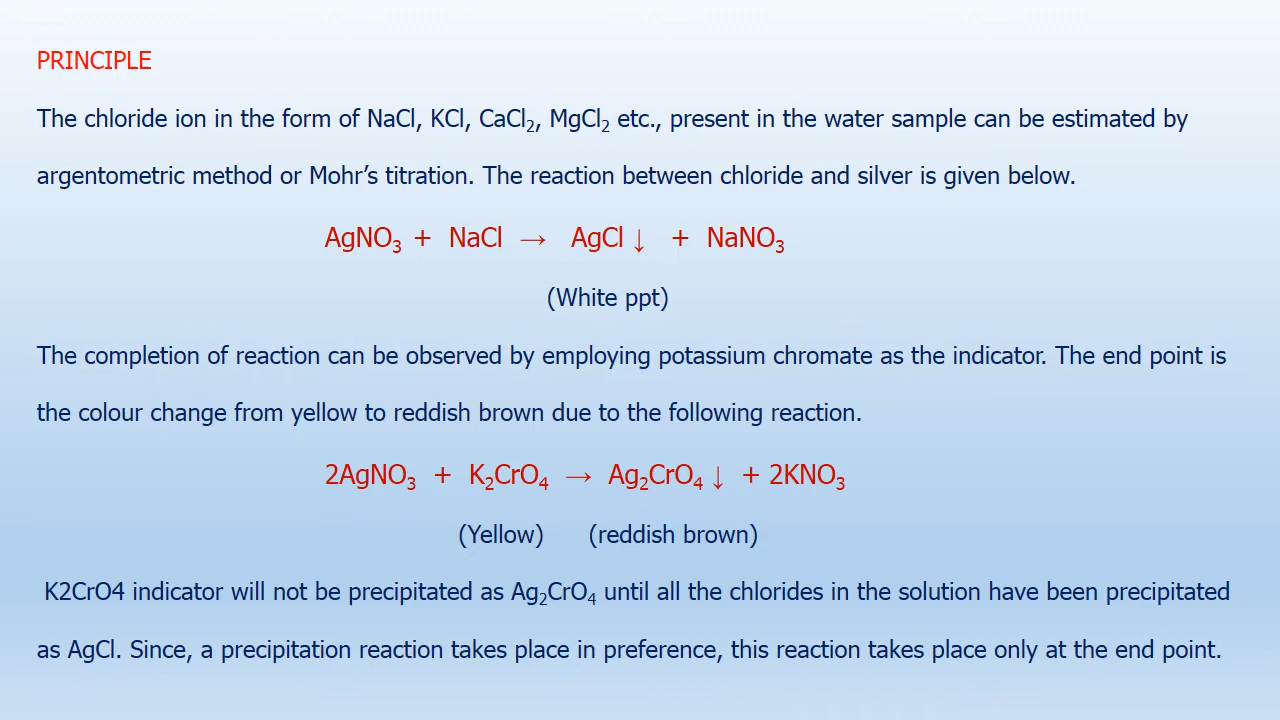 PRINCIPLE
The chloride ion in the form of NaCl, KCl, CaCl₂, MgCl₂ etc., present in the water sample can be estimated by
argentometric method or Mohr’s titration. The reaction between chloride and silver is given below.
AgNO₃ + NaCl → AgCl ↓ + NaNO₃
(White ppt)
The completion of reaction can be observed by employing potassium chromate as the indicator. The end point is
the colour change from yellow to reddish brown due to the following reaction.
2AgNO₃ + K₂CrO₄ → Ag₂CrO₄ ↓ + 2KNO₃
(Yellow) (reddish brown)
K2CrO4 indicator will not be precipitated as Ag₂CrO₄ until all the chlorides in the solution have been precipitated
as AgCl. Since, a precipitation reaction takes place in preference, this reaction takes place only at the end point.